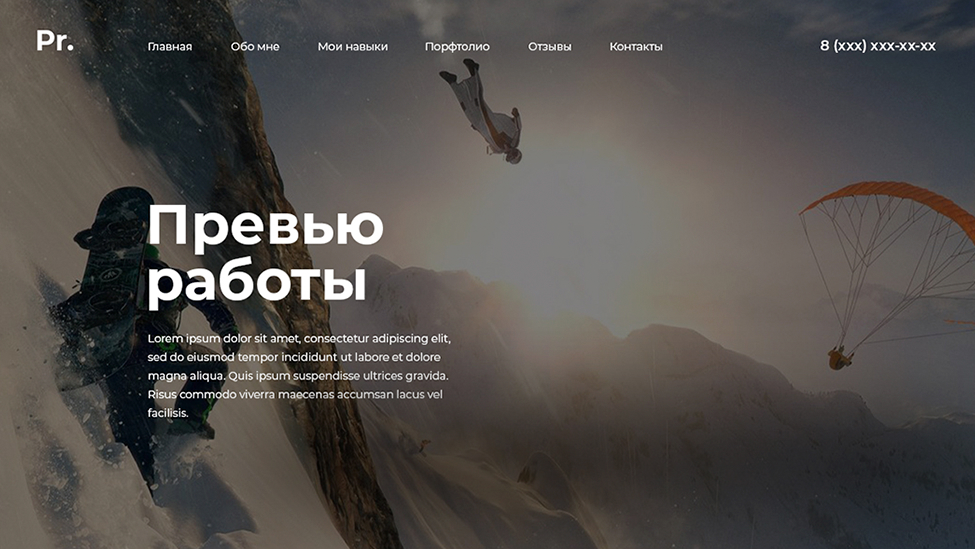 Pr.
Главная Обо мне Мои навыки Порфтолио Отзывы Контакты 8 (xxx) xxx-xx-xx
Превью
работы
Lorem ipsum dolor sit amet, consectetur adipiscing elit,
sed do eiusmod tempor incididunt ut labore et dolore
magna aliqua. Quis ipsum suspendisse ultrices gravida.
Risus commodo viverra maecenas accumsan lacus vel
facilisis.